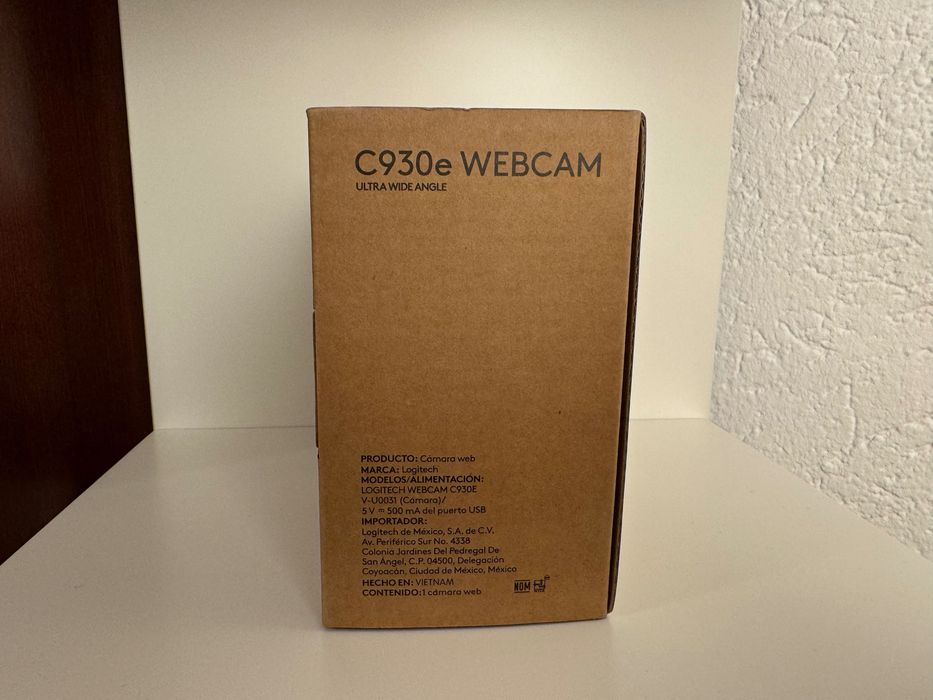 C930e WEBCAM
ULTRA WIDE ANGLE
PRODUCTO: Cámara web
MARCA: Logitech
MODELOS/ALIMENTACIÓN:
LOGITECH WEBCAM C930E
V-U0031 (Cámara)/
5 V ⎓ 500 mA del puerto USB
IMPORTADOR:
Logitech de México, S.A. de C.V.
Av. Periférico Sur No. 4338
Colonia Jardines Del Pedregal De
San Ángel, C.P. 04500, Delegación
Coyoacán, Ciudad de México, México
HECHO EN: VIETNAM
CONTENIDO:1 cámara web
NOM